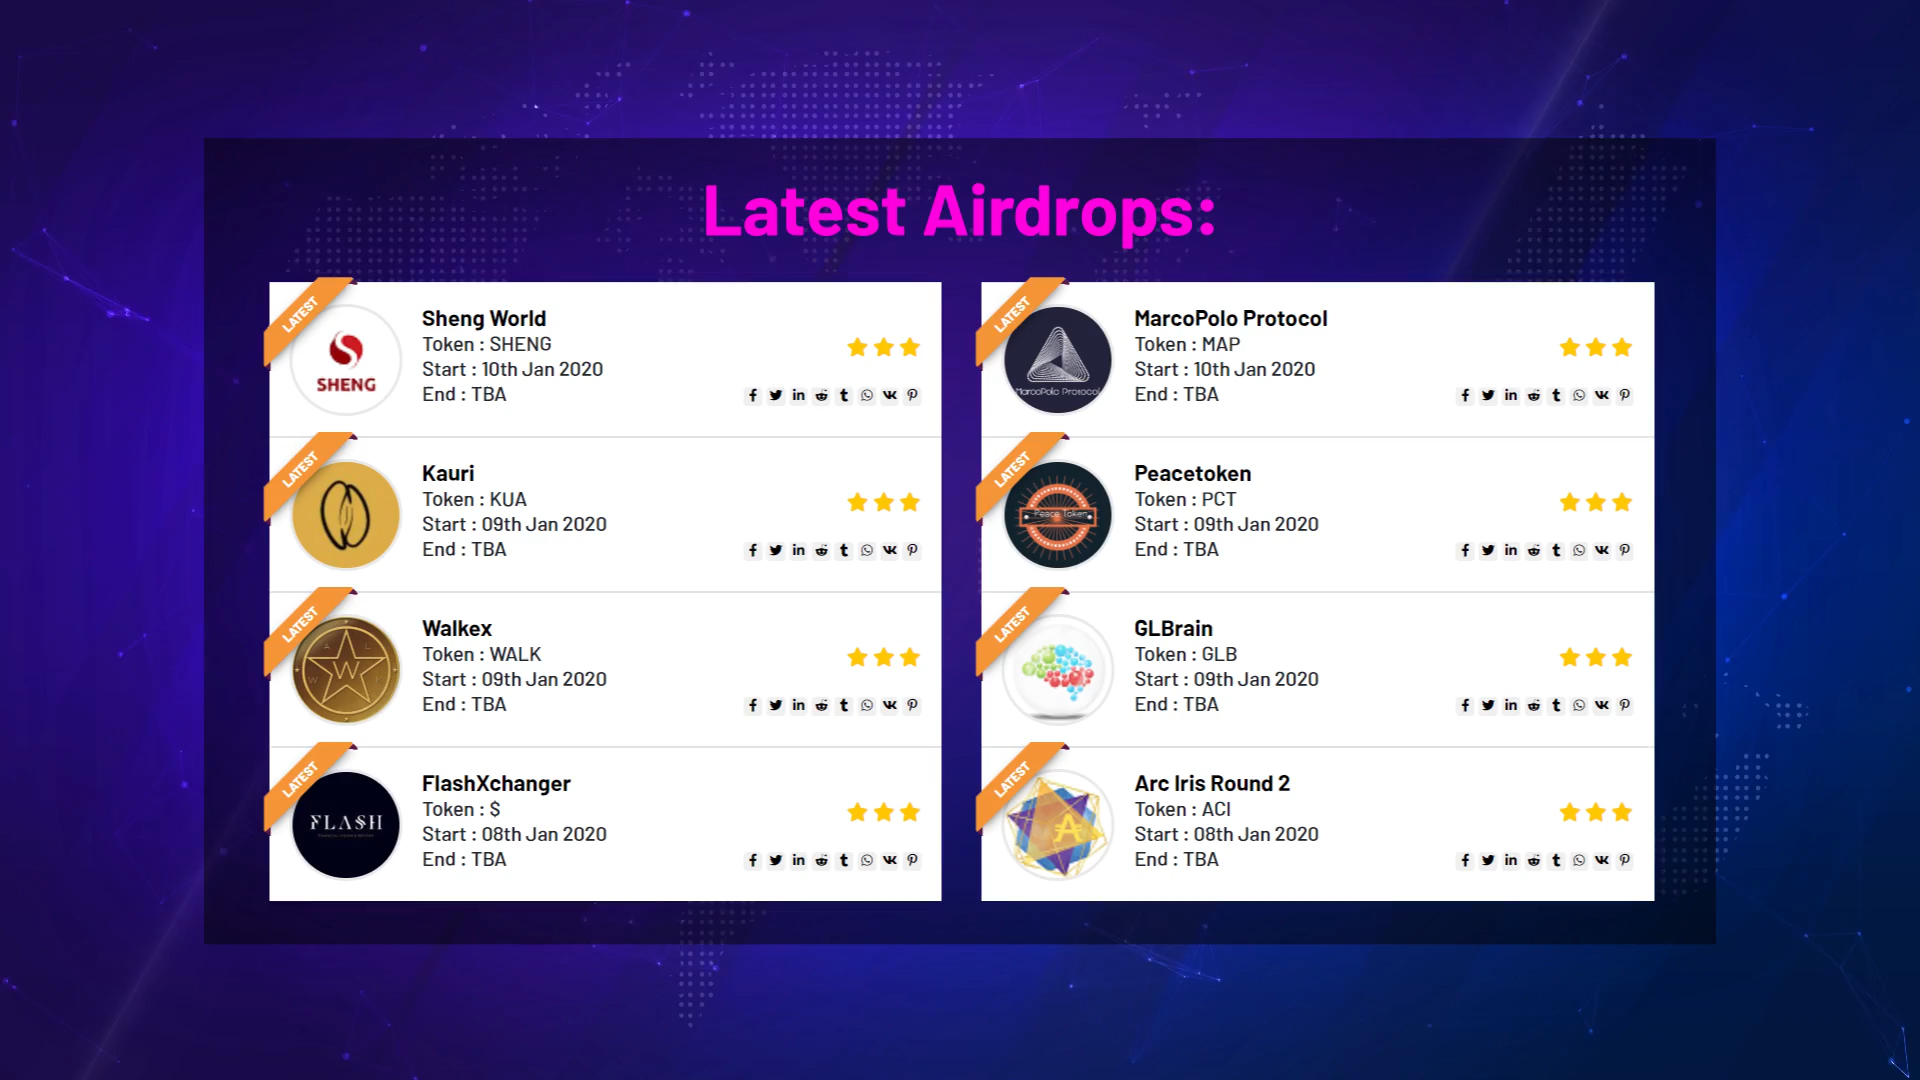 Latest Airdrops:
LATEST
SHENG
Sheng World
Token : SHENG
Start : 10th Jan 2020
End : TBA
LATEST
MarcoPolo Protocol
MarcoPolo Protocol
Token : MAP
Start : 10th Jan 2020
End : TBA
LATEST
Kauri
Token : KUA
Start : 09th Jan 2020
End : TBA
LATEST
Peace Token
Peacetoken
Token : PCT
Start : 09th Jan 2020
End : TBA
LATEST
W
Walkex
Token : WALK
Start : 09th Jan 2020
End : TBA
LATEST
GLBrain
Token : GLB
Start : 09th Jan 2020
End : TBA
LATEST
FLASH
FlashXchanger
Token : $
Start : 08th Jan 2020
End : TBA
LATEST
Arc Iris Round 2
Token : ACI
Start : 08th Jan 2020
End : TBA